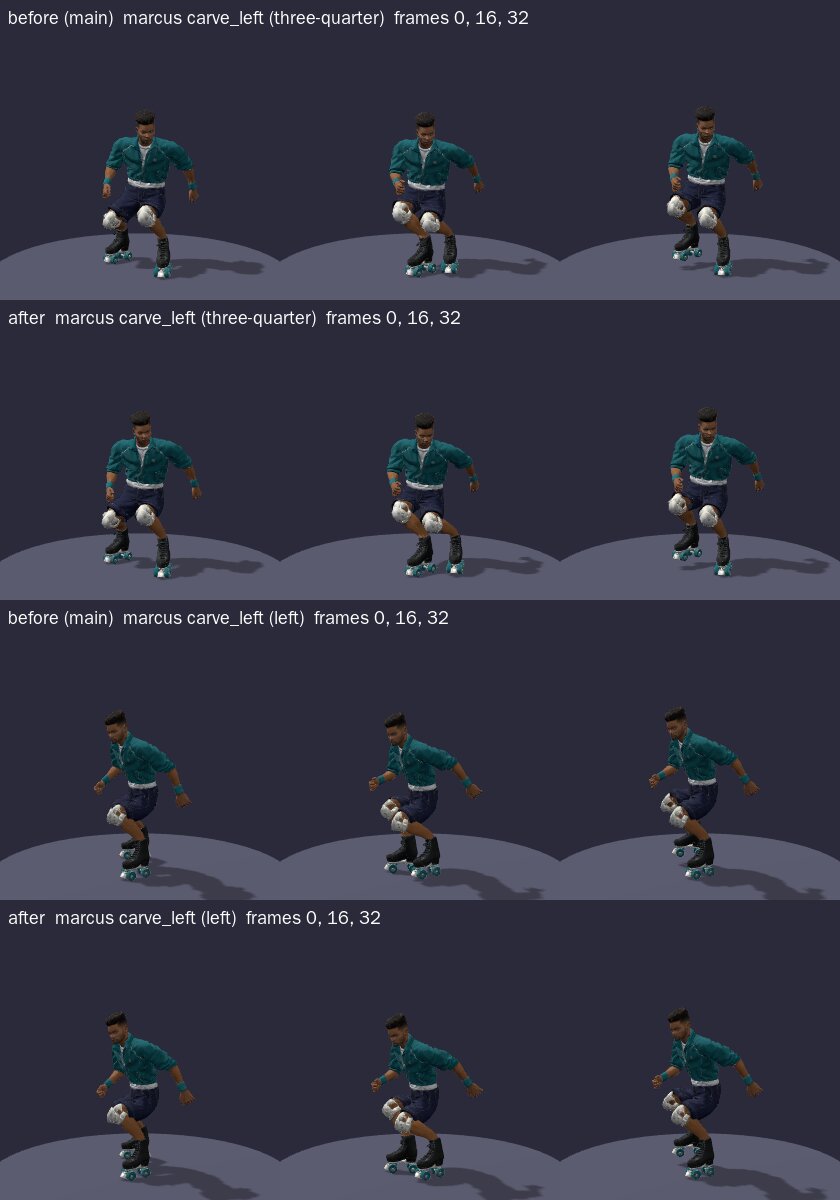 before (main)  marcus carve_left (three-quarter)  frames 0, 16, 32
after  marcus carve_left (three-quarter)  frames 0, 16, 32
before (main)  marcus carve_left (left)  frames 0, 16, 32
after  marcus carve_left (left)  frames 0, 16, 32